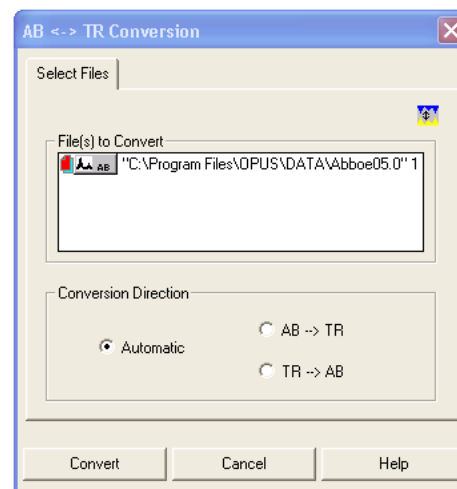 AB <-> TR Conversion
Select Files
File(s) to Convert
AB "C:\Program Files\OPUS\DATA\Abboe05.0" 1
Conversion Direction
Automatic
AB --> TR
TR --> AB
Convert Cancel Help